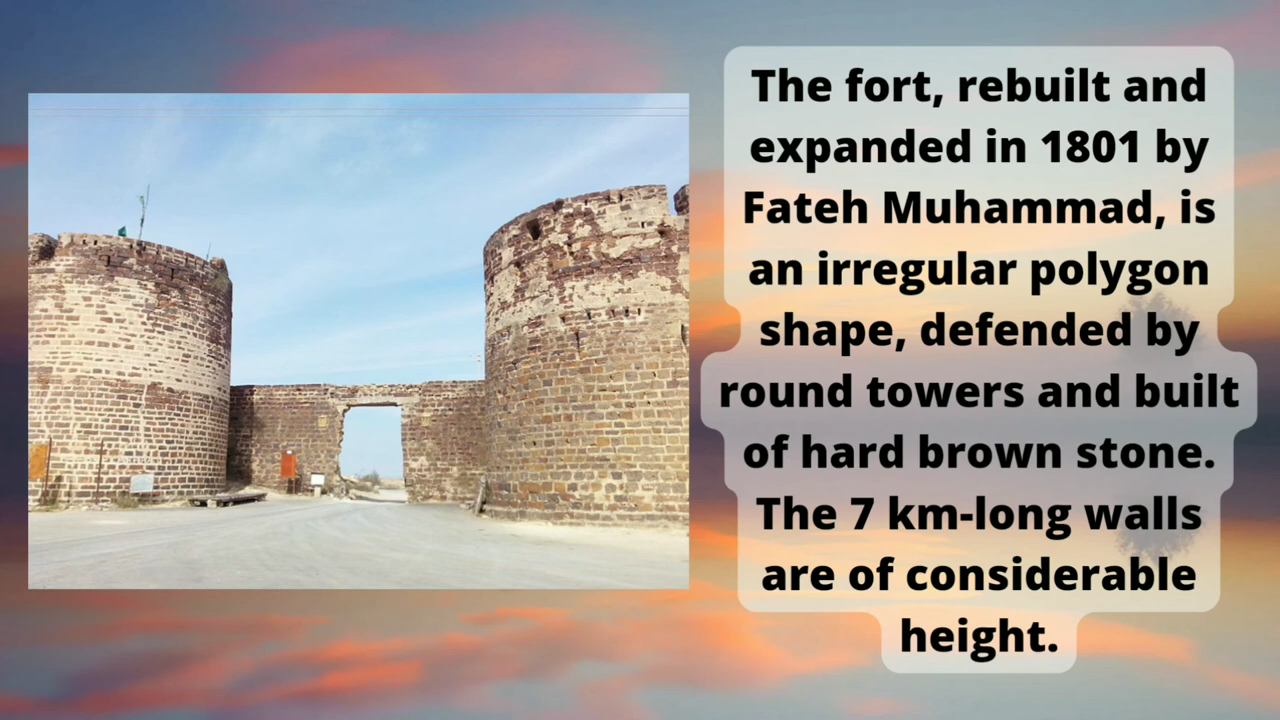 The fort, rebuilt and
expanded in 1801 by
Fateh Muhammad, is
an irregular polygon
shape, defended by
round towers and built
of hard brown stone.
The 7 km-long walls
are of considerable
height.